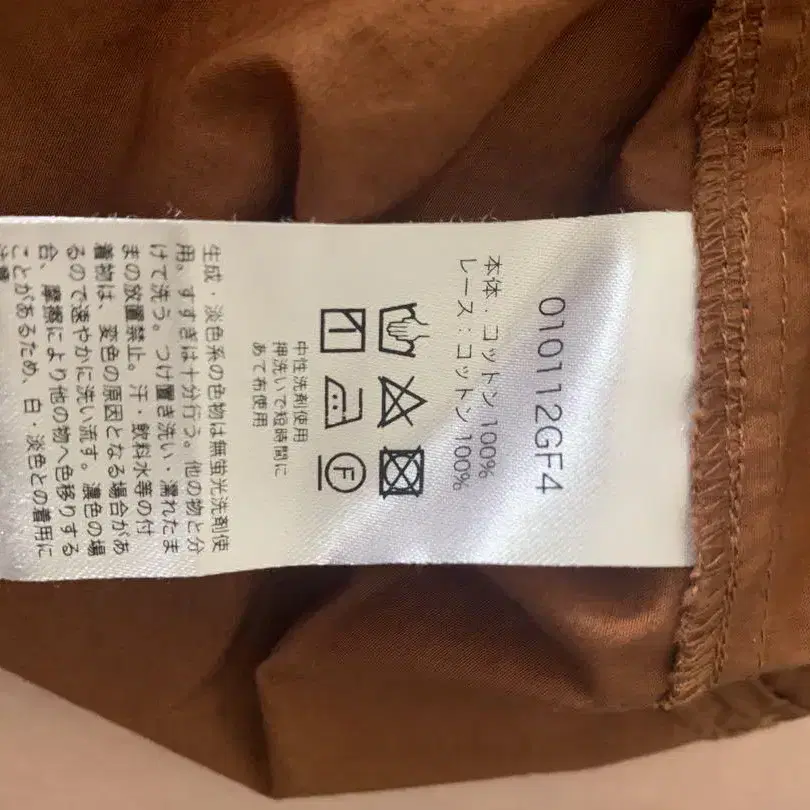 010112GF4
本体:コットン 100%
レース:コットン 100%
F
中性洗剤使用
押洗いで短時間に
あて布使用
生成・淡色系の色物は無蛍光洗剤使
用。すすぎは十分行う。他の物と分
けて洗う。つけ置き洗い・濡れたま
まの放置禁止。汗・飲料水等の付
着物は、変色の原因となる場合があ
るので速やかに洗い流す。濃色の場
合、摩擦により他の物へ色移りする
ことがあるため、白・淡色との着用に